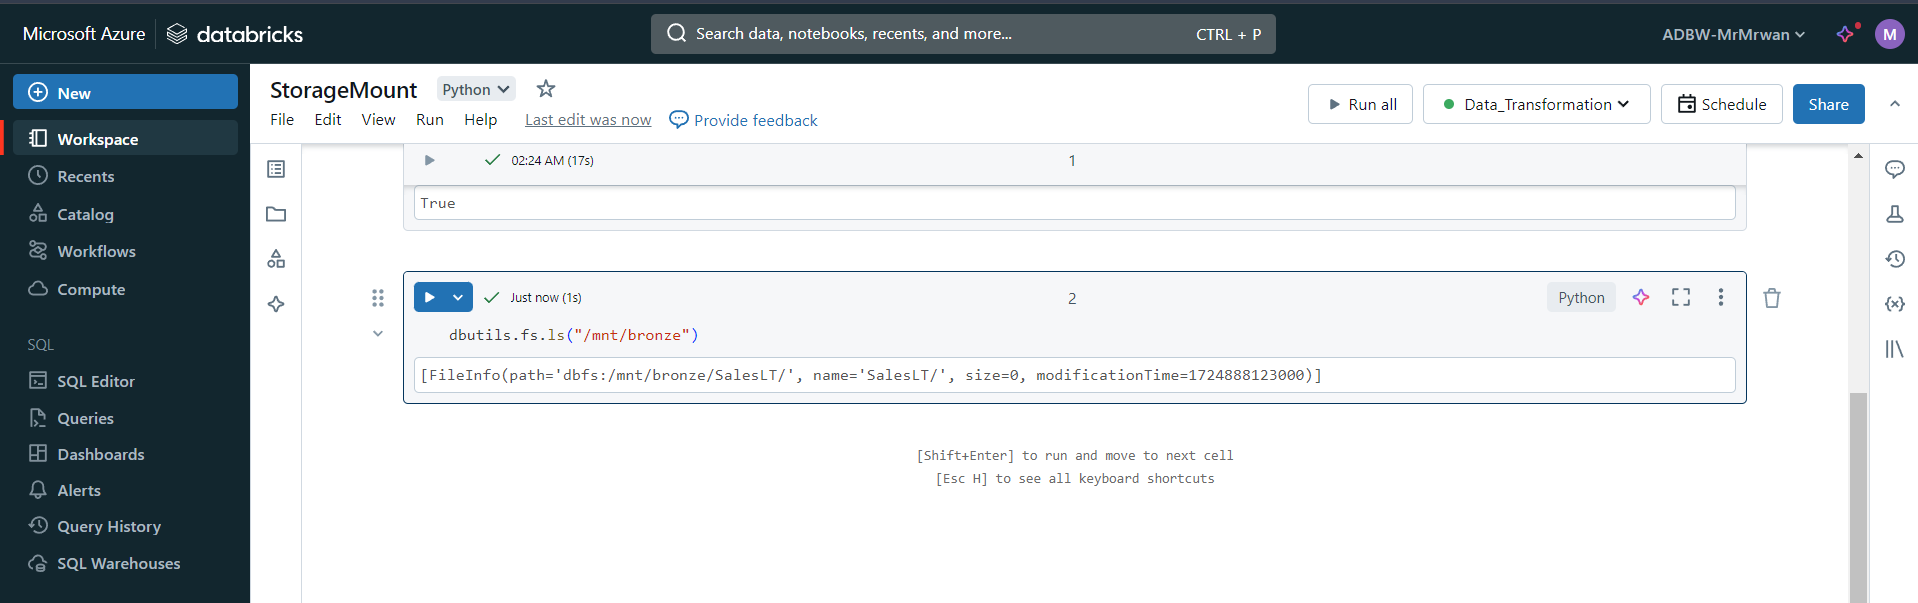 Microsoft Azure databricks Search data, notebooks, recents, and more... CTRL + P ADBW-MrMrwan M
New
Workspace
Recents
Catalog
Workflows
Compute
SQL
SQL Editor
Queries
Dashboards
Alerts
Query History
SQL Warehouses
StorageMount Python
File Edit View Run Help Last edit was now Provide feedback
Run all Data_Transformation Schedule Share
02:24 AM (17s) 1
True
Just now (1s) 2 Python
dbutils.fs.ls("/mnt/bronze")
[FileInfo(path='dbfs:/mnt/bronze/SalesLT/', name='SalesLT/', size=0, modificationTime=1724888123000)]
[Shift+Enter] to run and move to next cell
[Esc H] to see all keyboard shortcuts